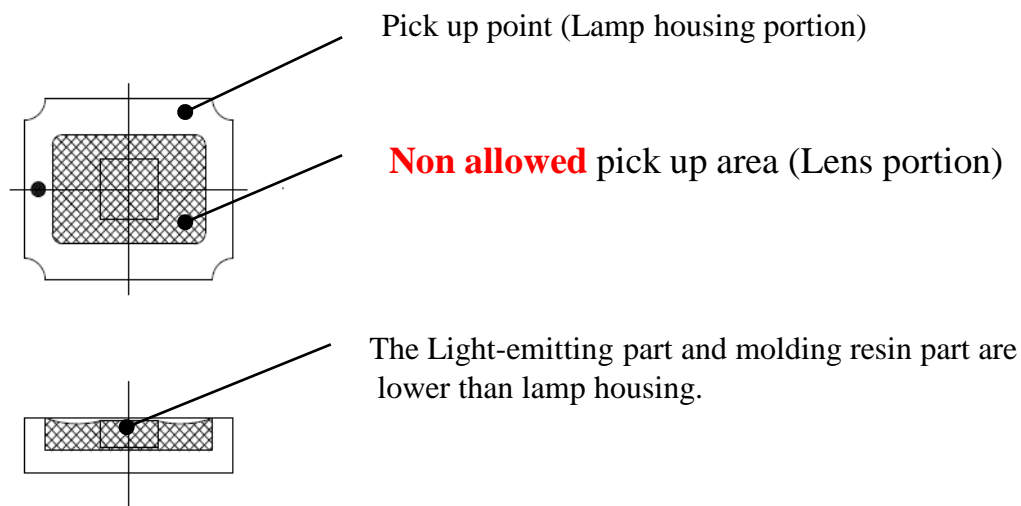 Pick up point (Lamp housing portion)
Non allowed pick up area (Lens portion)
The Light-emitting part and molding resin part are
lower than lamp housing.